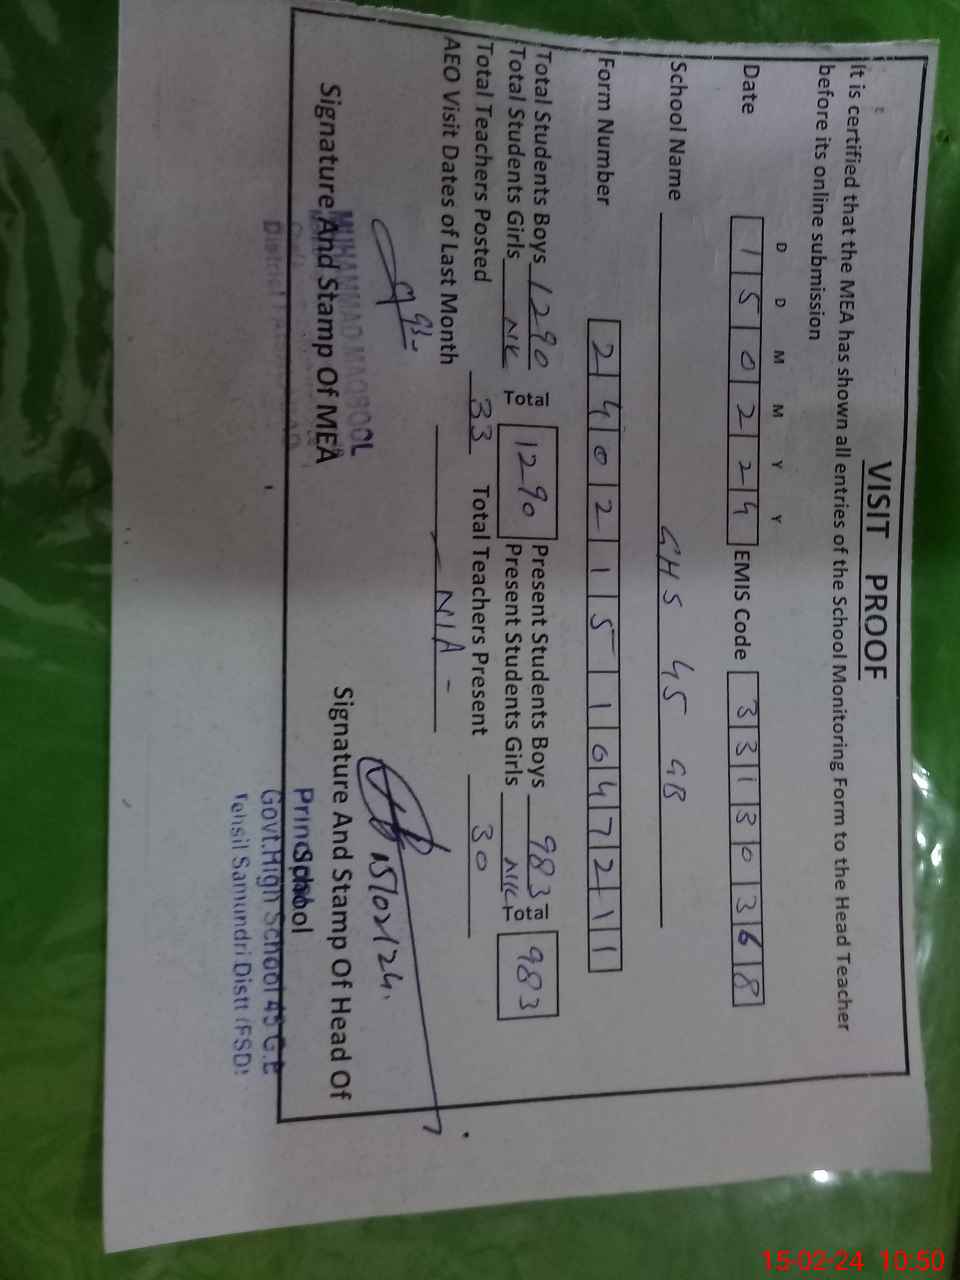 VISIT PROOF
It is certified that the MEA has shown all entries of the School Monitoring Form to the Head Teacher
before its online submission
D D M M Y Y
Date 1 5 0 2 2 4 EMIS Code 3 3 1 3 0 3 6 8
School Name GHS 45 GB
Form Number 2 4 0 2 1 5 1 0 4 7 2 1 1
Total Students Boys 1290 Total 1290 Present Students Boys 983 Total 983
Total Students Girls Nil Present Students Girls Nil
Total Teachers Posted 33 Total Teachers Present 30
AEO Visit Dates of Last Month - N/A -
15/02/24.
Signature And Stamp Of MEA Signature And Stamp Of Head Of
School
MUHAMMAD MAQBOOL
Principal
Govt.High School 45 G.B
Tehsil Samundri Distt (FSD)
15-02-24 10:50